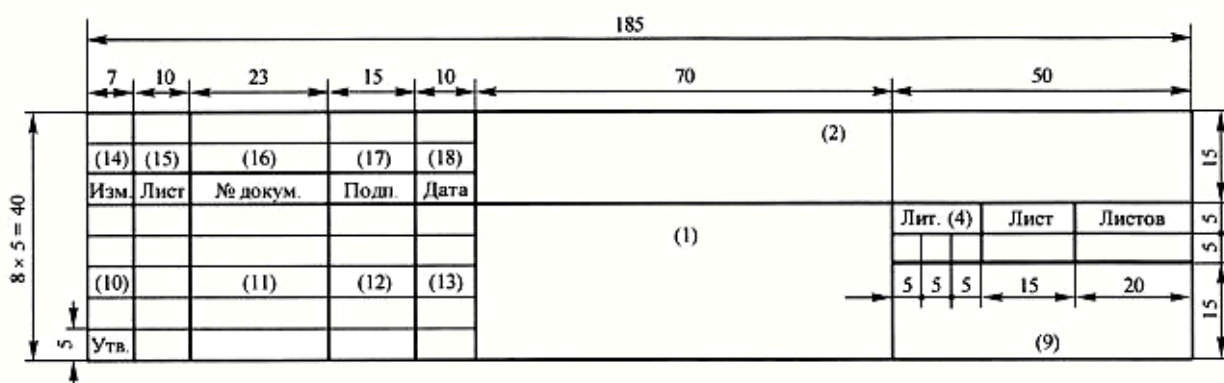 185
7 10 23 15 10 70 50
(2)
15
(14) (15) (16) (17) (18)
Изм. Лист № докум. Подп. Дата
8 × 5 = 40
(1)
Лит. (4) Лист Листов
5
5
(10) (11) (12) (13)
5 5 5 15 20
15
5
Утв.
(9)